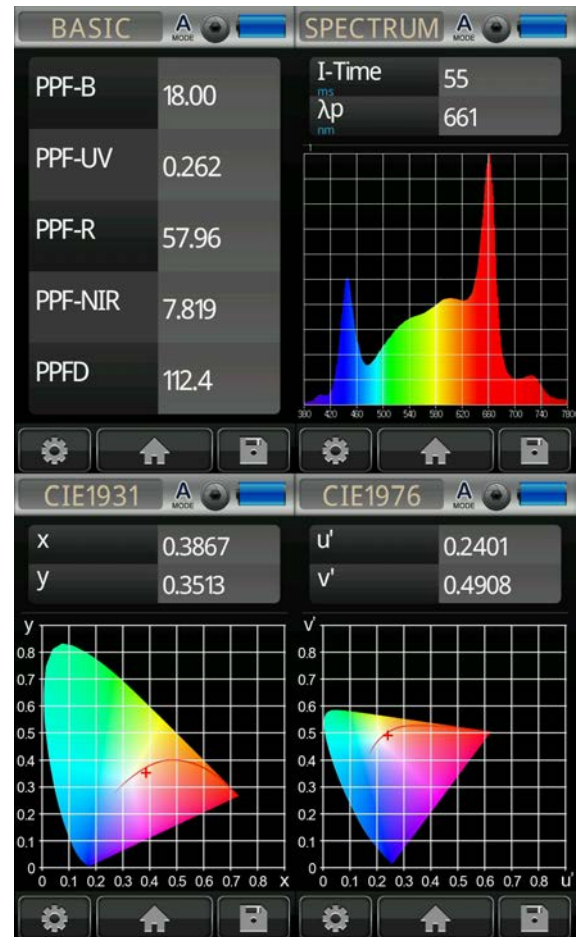 BASIC
A
MODE
PPF-B 18.00
PPF-UV 0.262
PPF-R 57.96
PPF-NIR 7.819
PPFD 112.4
SPECTRUM
A
MODE
I-Time 55
ms
λp 661
nm
1
380 420 460 500 540 580 620 660 700 740 780
CIE1931
A
MODE
x 0.3867
y 0.3513
y
0.8
0.7
0.6
0.5
0.4
0.3
0.2
0.1
0
0 0.1 0.2 0.3 0.4 0.5 0.6 0.7 0.8 x
CIE1976
A
MODE
u' 0.2401
v' 0.4908
v'
0.8
0.7
0.6
0.5
0.4
0.3
0.2
0.1
0
0 0.1 0.2 0.3 0.4 0.5 0.6 0.7 0.8 u'